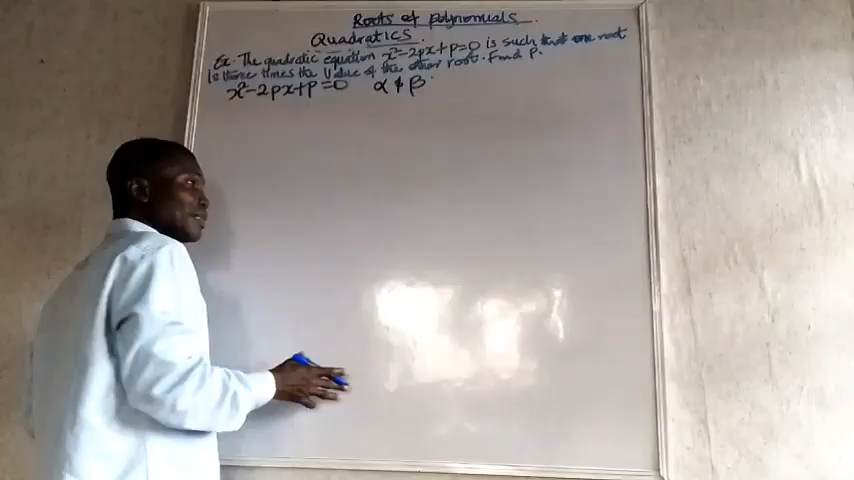 Roots of polynomials.
Quadratics.
Ex: The quadratic equation x²-2px+p=0 is such that one root
is three times the value of the other root. Find P.
x²-2px+p=0 α & β